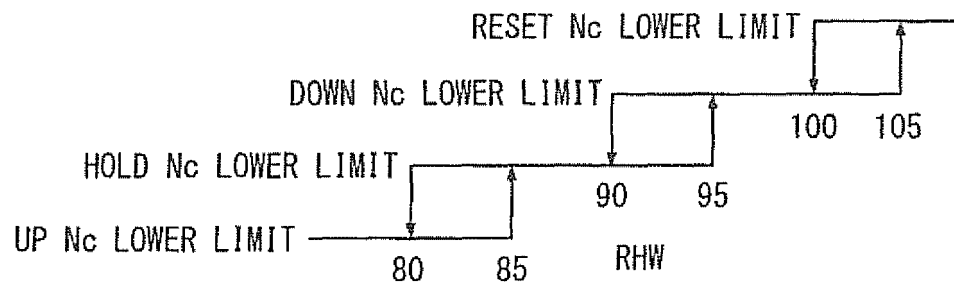 RESET Nc LOWER LIMIT
DOWN Nc LOWER LIMIT
100 105
HOLD Nc LOWER LIMIT
90 95
UP Nc LOWER LIMIT
80 85 RHW